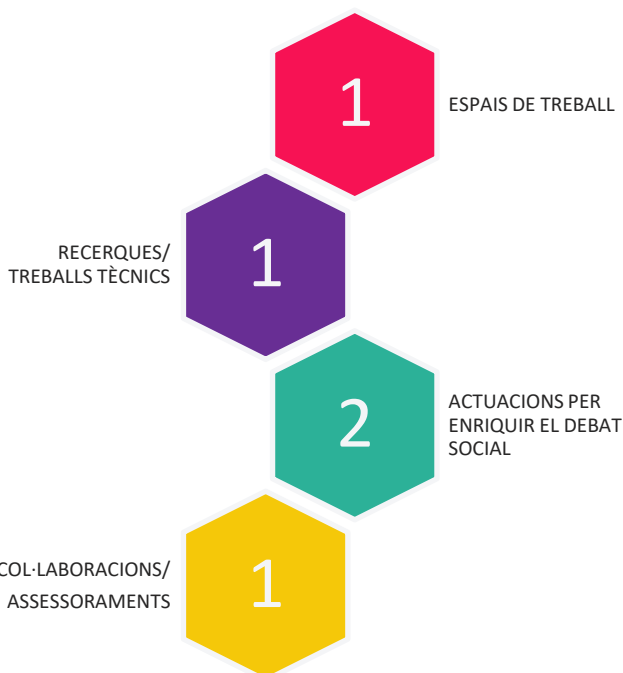 1
ESPAIS DE TREBALL
RECERQUES/
TREBALLS TÈCNICS
1
2
ACTUACIONS PER
ENRIQUIR EL DEBAT
SOCIAL
COL·LABORACIONS/
ASSESSORAMENTS
1